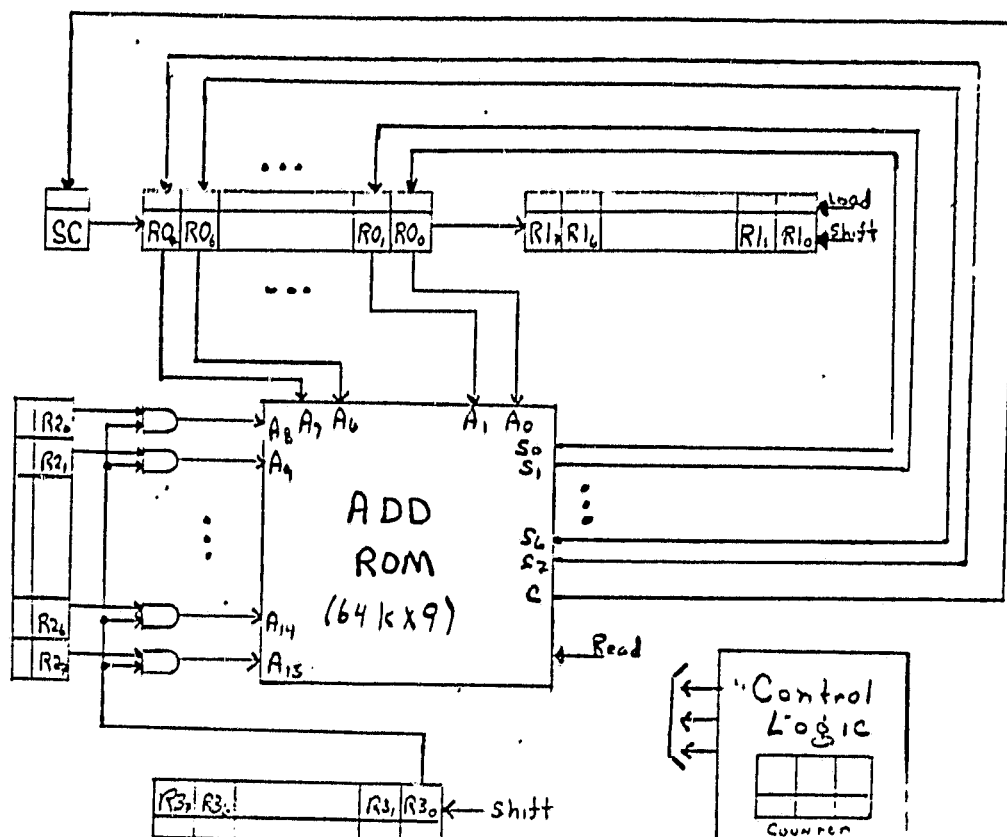 SC
R0₇ R0₆ R0₁ R0₀
R1₇ R1₆ R1₁ R1₀
Load
Shift
A₇ A₆ A₁ A₀
R2₀
R2₁
R2₆
R2₇
A₈
A₉
A₁₄
A₁₅
ADD
ROM
(64k x 9)
S₀
S₁
S₆
S₇
C
Read
Control
Logic
Counter
R3₇ R3₆ R3₁ R3₀
Shift